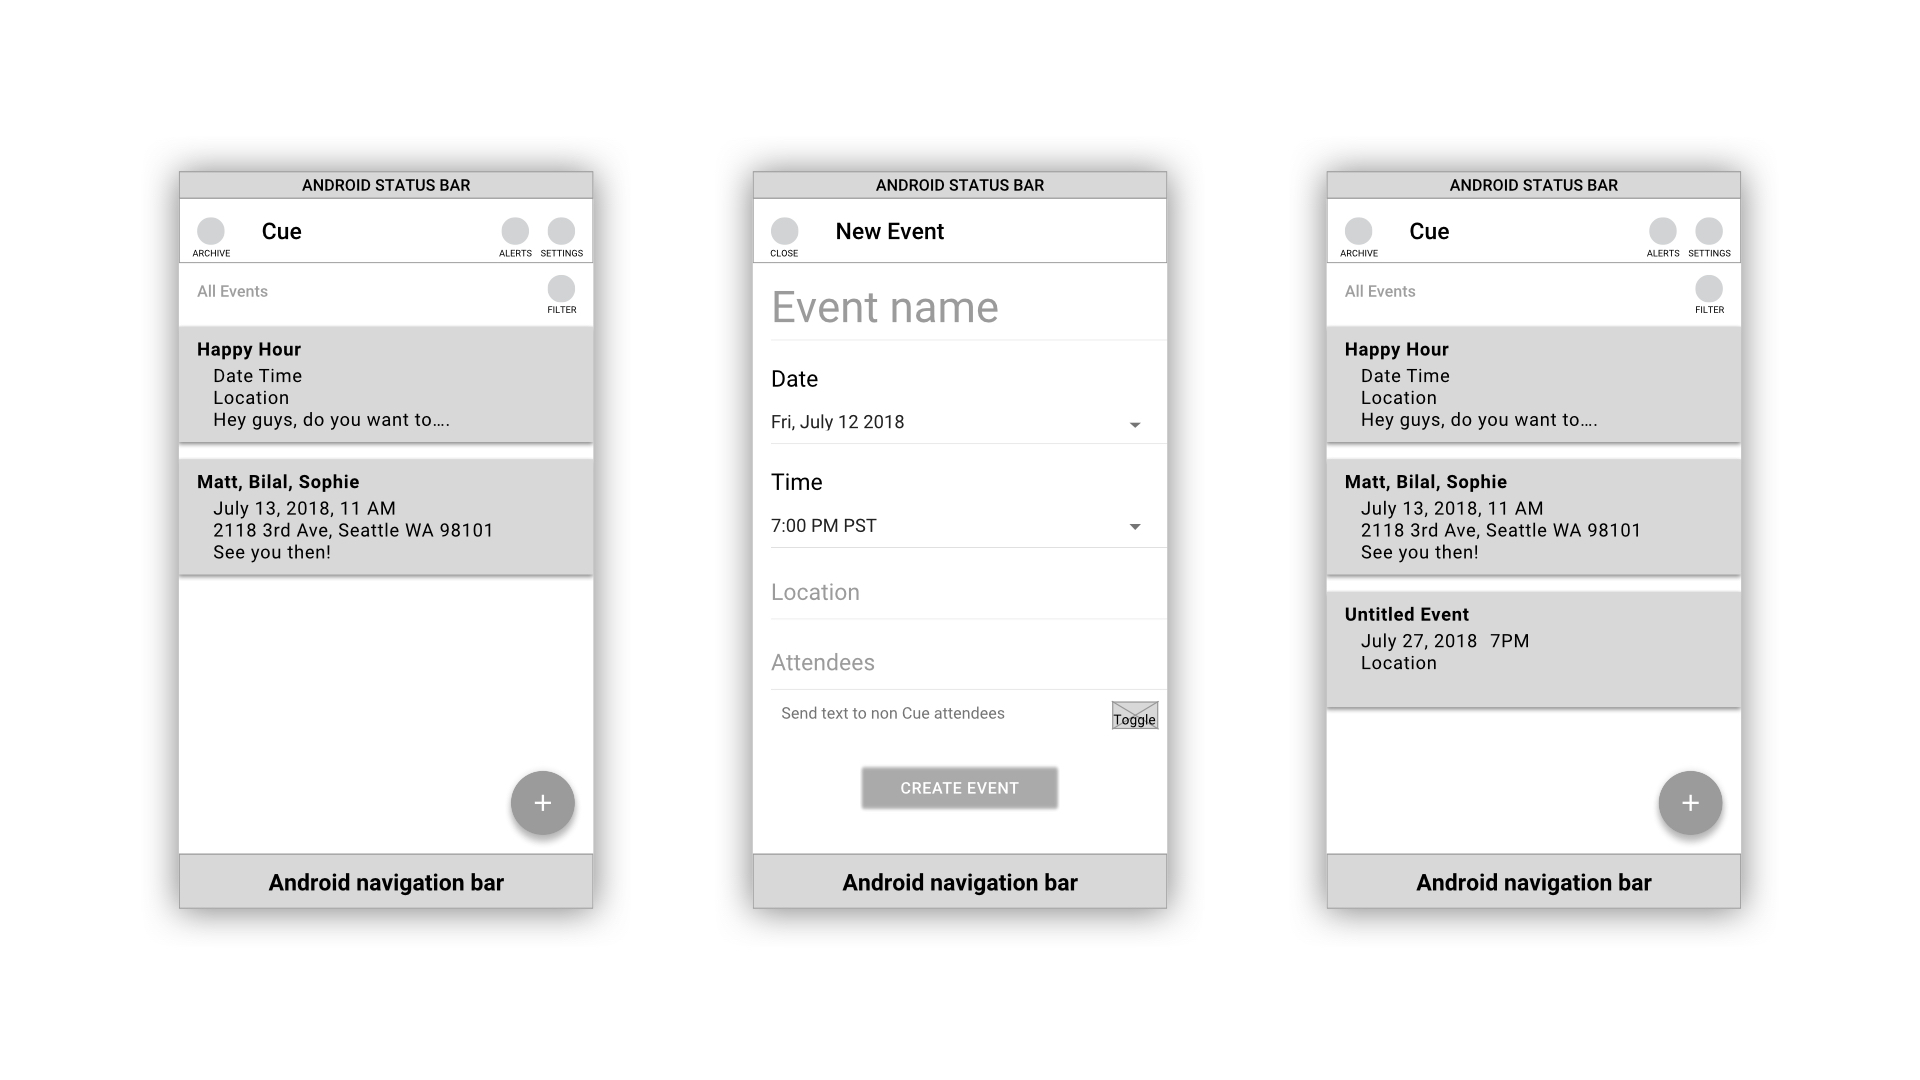 ANDROID STATUS BAR
Cue
ARCHIVE
ALERTS
SETTINGS
All Events
FILTER
Happy Hour
Date Time
Location
Hey guys, do you want to....
Matt, Bilal, Sophie
July 13, 2018, 11 AM
2118 3rd Ave, Seattle WA 98101
See you then!
+
Android navigation bar
ANDROID STATUS BAR
New Event
CLOSE
Event name
Date
Fri, July 12 2018
Time
7:00 PM PST
Location
Attendees
Send text to non Cue attendees
Toggle
CREATE EVENT
Android navigation bar
ANDROID STATUS BAR
Cue
ARCHIVE
ALERTS
SETTINGS
All Events
FILTER
Happy Hour
Date Time
Location
Hey guys, do you want to....
Matt, Bilal, Sophie
July 13, 2018, 11 AM
2118 3rd Ave, Seattle WA 98101
See you then!
Untitled Event
July 27, 2018  7PM
Location
+
Android navigation bar